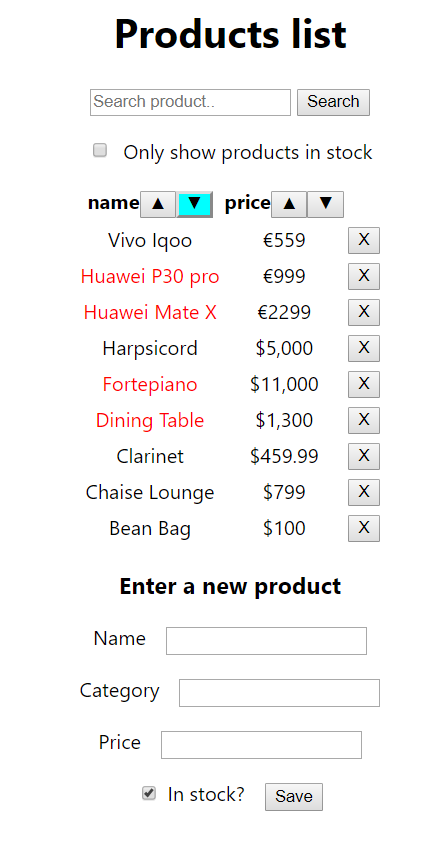 Products list
Search product.. Search
Only show products in stock
name ▲ ▼ price ▲ ▼
Vivo Iqoo €559 X
Huawei P30 pro €999 X
Huawei Mate X €2299 X
Harpsicord $5,000 X
Fortepiano $11,000 X
Dining Table $1,300 X
Clarinet $459.99 X
Chaise Lounge $799 X
Bean Bag $100 X
Enter a new product
Name
Category
Price
In stock? Save